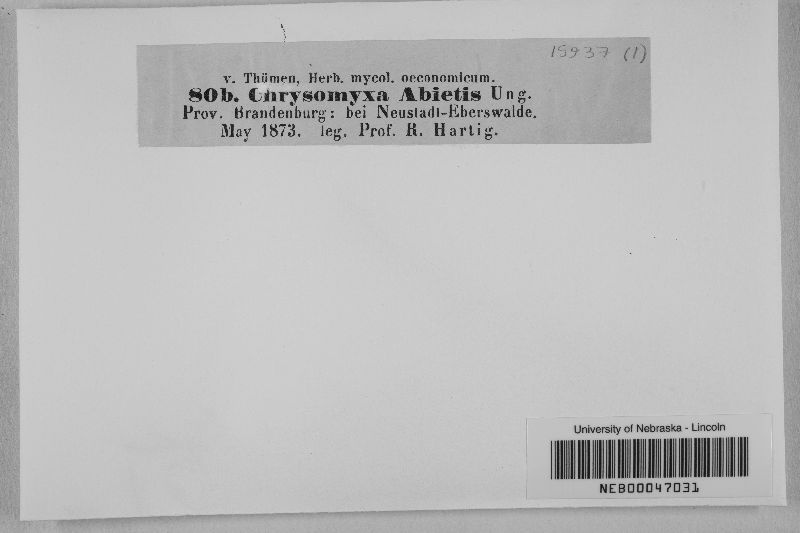 15937 (1)
v. Thümen, Herb. mycol. oeconomicum.
80b. Chrysomyxa Abietis Ung.
Prov. Brandenburg: bei Neustadt-Eberswalde.
May 1873. leg. Prof. R. Hartig.
University of Nebraska - Lincoln
NEB00047031